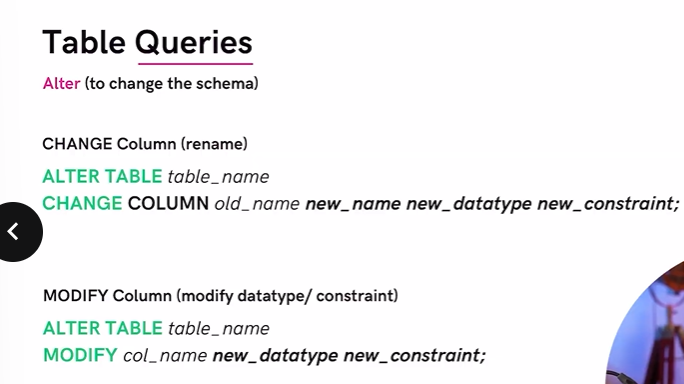 Table Queries
Alter (to change the schema)
CHANGE Column (rename)
ALTER TABLE table_name
CHANGE COLUMN old_name new_name new_datatype new_constraint;
MODIFY Column (modify datatype/ constraint)
ALTER TABLE table_name
MODIFY col_name new_datatype new_constraint;